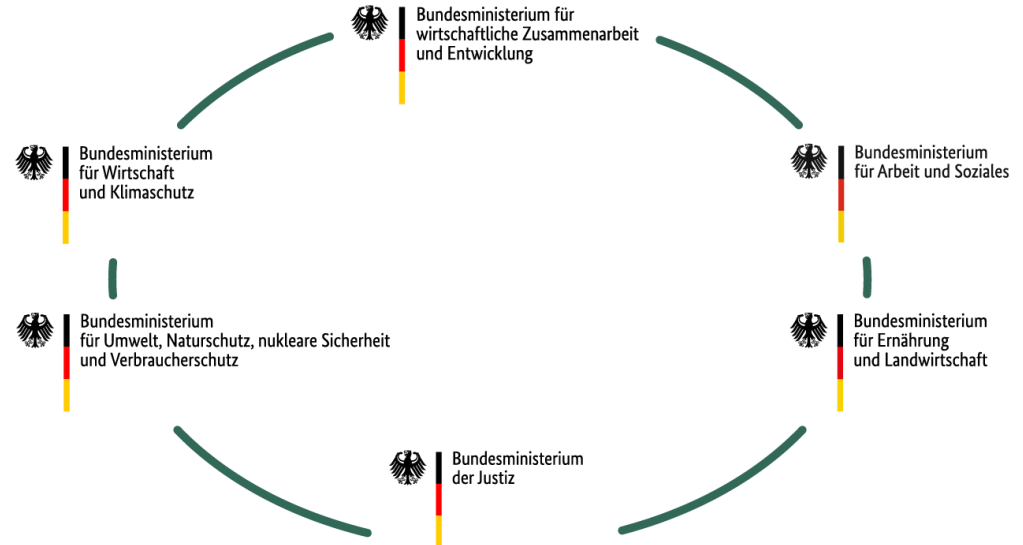 Bundesministerium für
wirtschaftliche Zusammenarbeit
und Entwicklung
Bundesministerium
für Wirtschaft
und Klimaschutz
Bundesministerium
für Arbeit und Soziales
Bundesministerium
für Umwelt, Naturschutz, nukleare Sicherheit
und Verbraucherschutz
Bundesministerium
für Ernährung
und Landwirtschaft
Bundesministerium
der Justiz